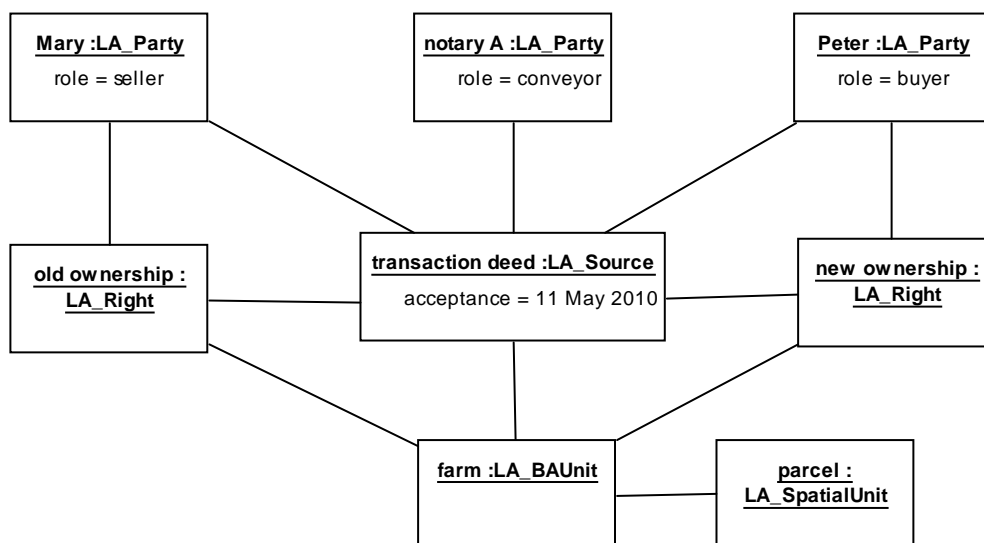 Mary :LA_Party
role = seller
notary A :LA_Party
role = conveyor
Peter :LA_Party
role = buyer
old ownership :
LA_Right
transaction deed :LA_Source
acceptance = 11 May 2010
new ownership :
LA_Right
farm :LA_BAUnit
parcel :
LA_SpatialUnit